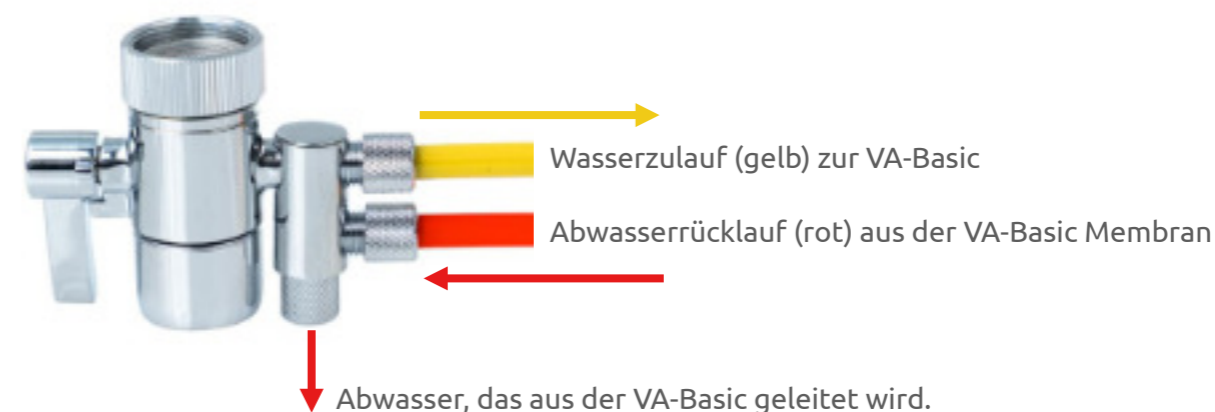 Wasserzulauf (gelb) zur VA-Basic
Abwasserrücklauf (rot) aus der VA-Basic Membran
Abwasser, das aus der VA-Basic geleitet wird.